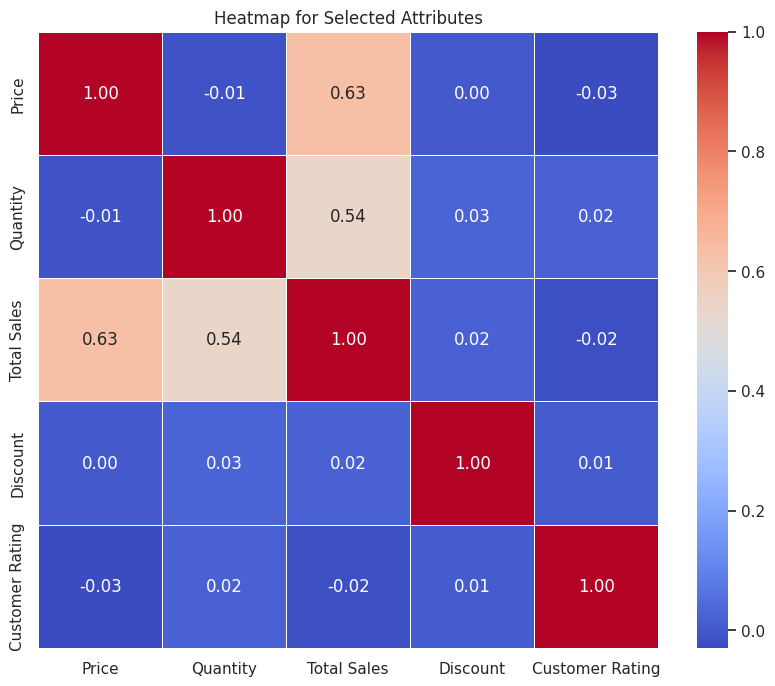 Heatmap for Selected Attributes
Price 1.00 -0.01 0.63 0.00 -0.03
Quantity -0.01 1.00 0.54 0.03 0.02
Total Sales 0.63 0.54 1.00 0.02 -0.02
Discount 0.00 0.03 0.02 1.00 0.01
Customer Rating -0.03 0.02 -0.02 0.01 1.00
Price Quantity Total Sales Discount Customer Rating
1.0
0.8
0.6
0.4
0.2
0.0